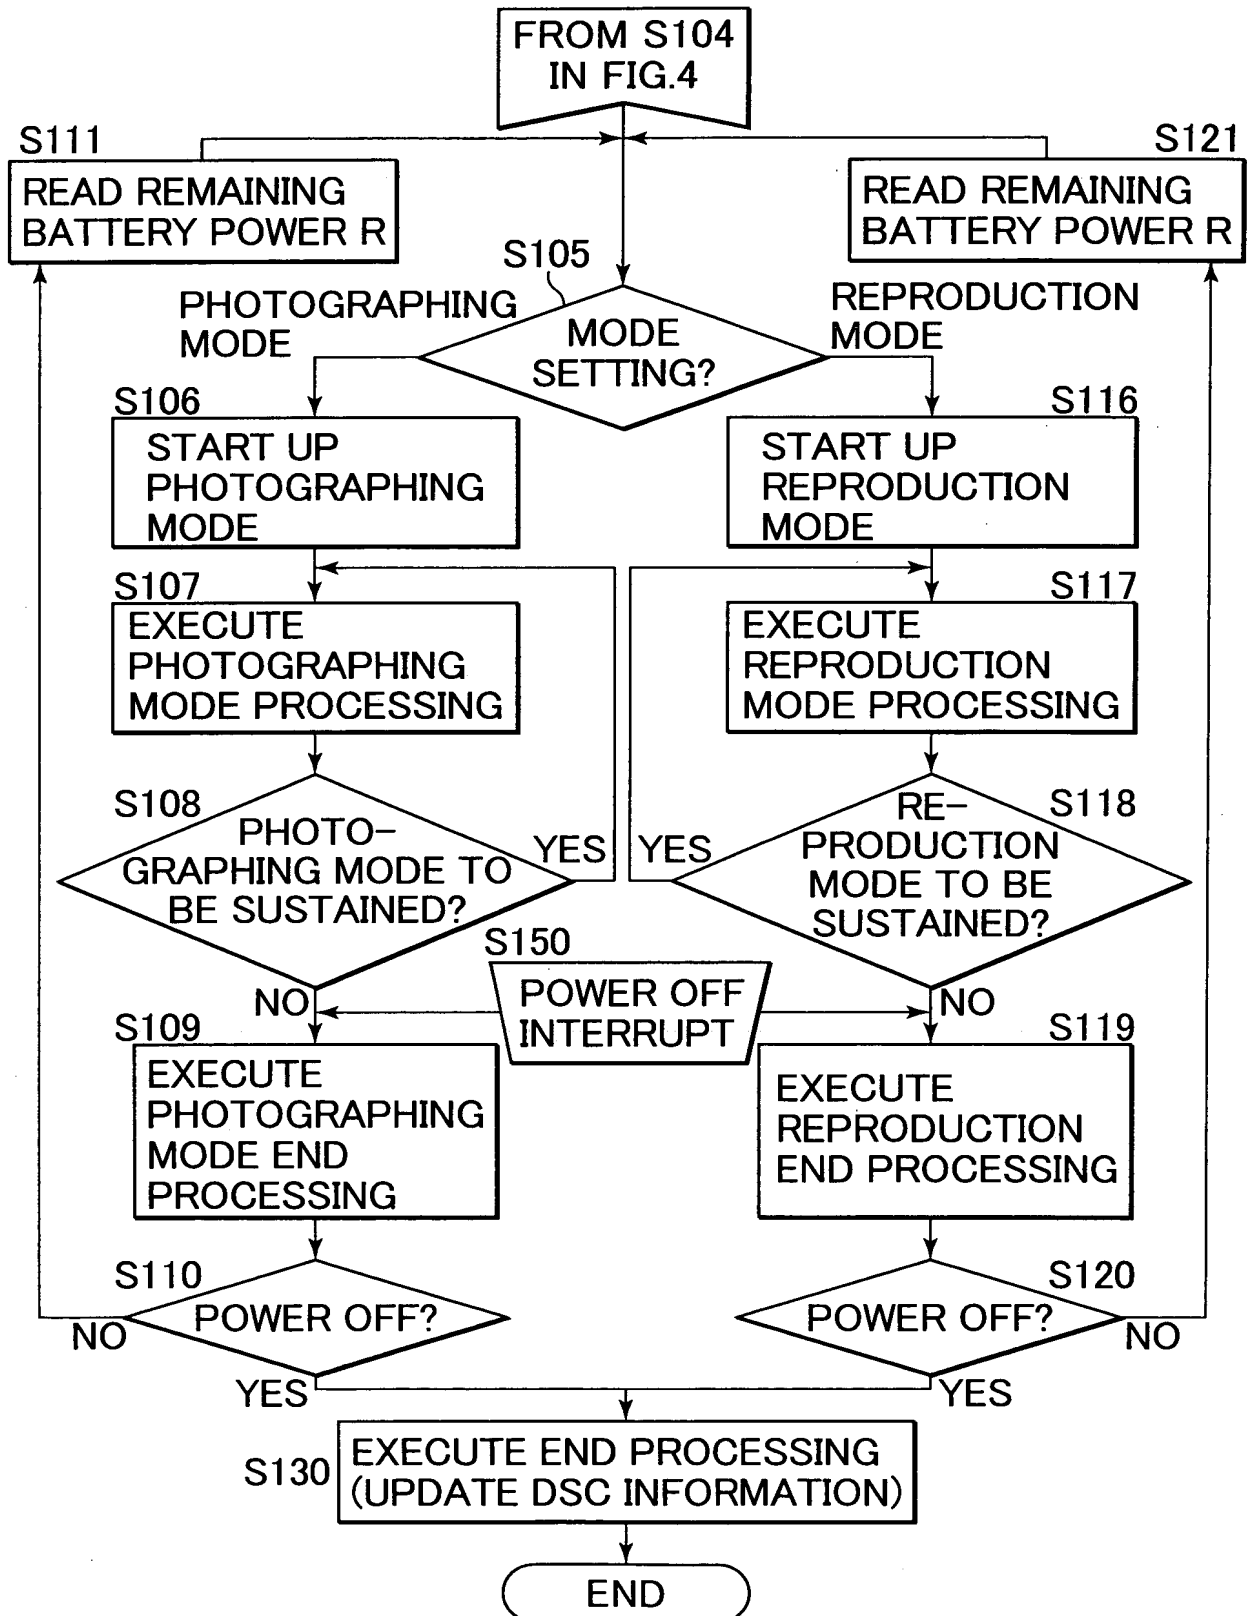 FROM S104
IN FIG.4
S111
READ REMAINING
BATTERY POWER R
S121
READ REMAINING
BATTERY POWER R
S105
MODE
SETTING?
PHOTOGRAPHING
MODE
REPRODUCTION
MODE
S106
START UP
PHOTOGRAPHING
MODE
S116
START UP
REPRODUCTION
MODE
S107
EXECUTE
PHOTOGRAPHING
MODE PROCESSING
S117
EXECUTE
REPRODUCTION
MODE PROCESSING
S108
PHOTO-
GRAPHING MODE TO
BE SUSTAINED?
YES
YES
S118
RE-
PRODUCTION
MODE TO BE
SUSTAINED?
NO
S150
POWER OFF
INTERRUPT
NO
S109
EXECUTE
PHOTOGRAPHING
MODE END
PROCESSING
S119
EXECUTE
REPRODUCTION
END PROCESSING
S110
POWER OFF?
NO
YES
S120
POWER OFF?
NO
YES
S130
EXECUTE END PROCESSING
(UPDATE DSC INFORMATION)
END